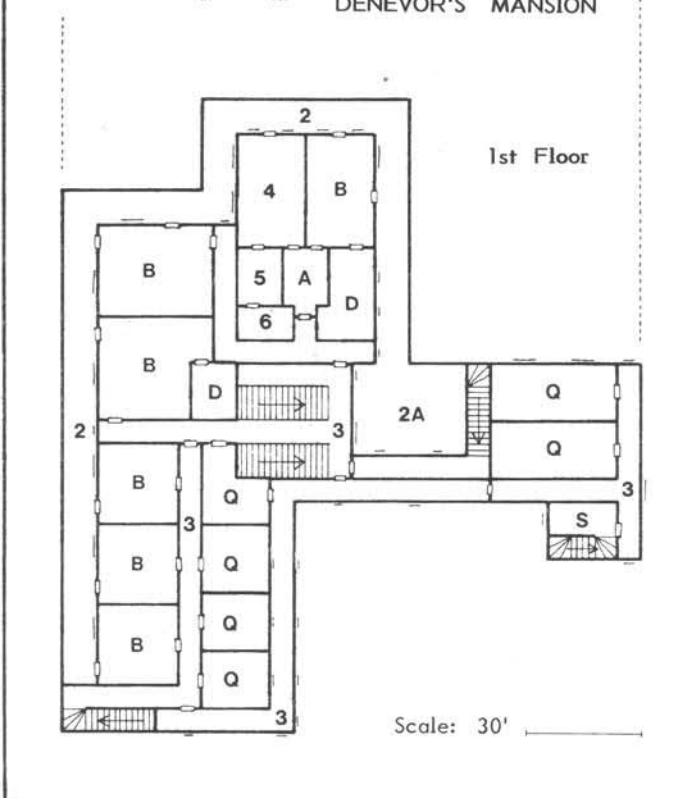 DENEVOR'S MANSION
2
1st Floor
4 B
B
5 A
D
6
B
D
Q
2A
2 3
Q
B Q 3
S
3
B Q
Q
B
Q
3
Scale: 30'